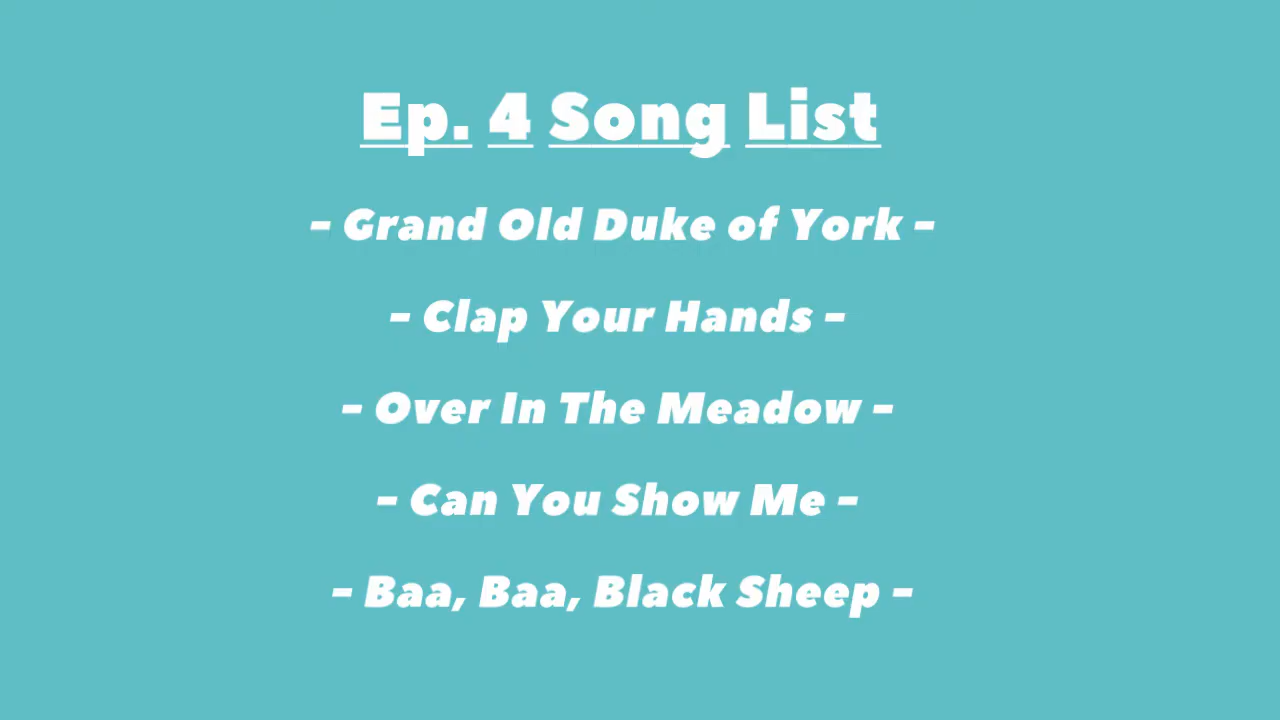 Ep. 4 Song List
- Grand Old Duke of York -
- Clap Your Hands -
- Over In The Meadow -
- Can You Show Me -
- Baa, Baa, Black Sheep -